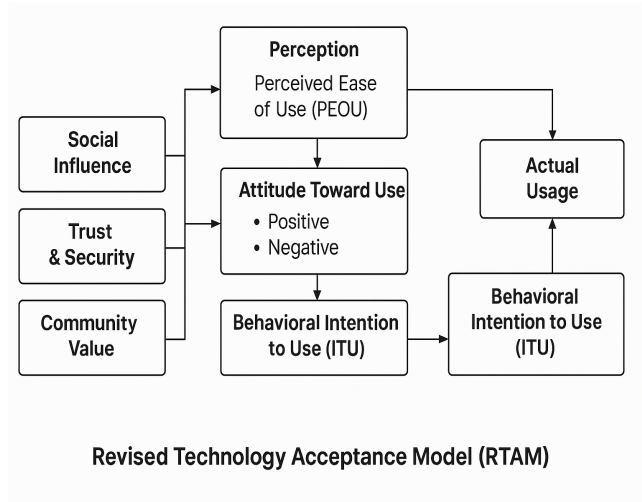 Perception
Perceived Ease
of Use (PEOU)
Social
Influence
Trust
& Security
Community
Value
Attitude Toward Use
• Positive
• Negative
Behavioral Intention
to Use (ITU)
Behavioral
Intention to Use
(ITU)
Actual
Usage
Revised Technology Acceptance Model (RTAM)